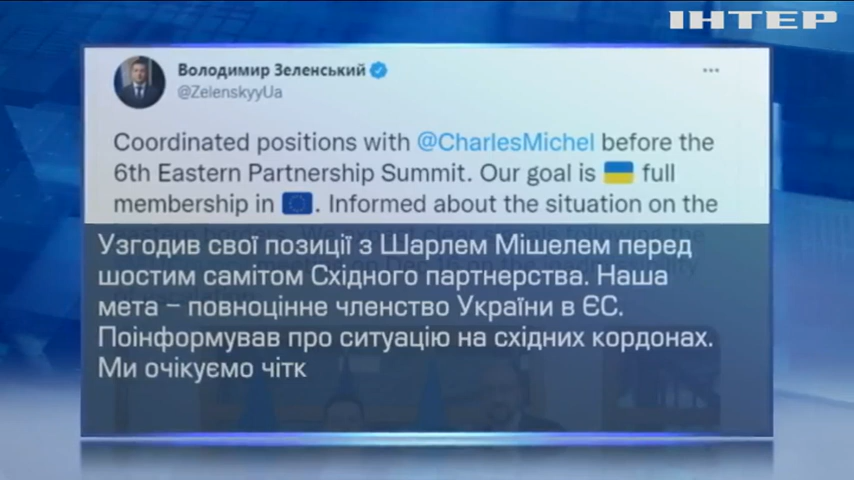 ІНТЕР
Володимир Зеленський
@ZelenskyyUa
Coordinated positions with @CharlesMichel before the
6th Eastern Partnership Summit. Our goal is 🇺🇦 full
membership in 🇪🇺. Informed about the situation on the
Узгодив свої позиції з Шарлем Мішелем перед
шостим самітом Східного партнерства. Наша
мета – повноцінне членство України в ЄС.
Поінформував про ситуацію на східних кордонах.
Ми очікуємо чітк